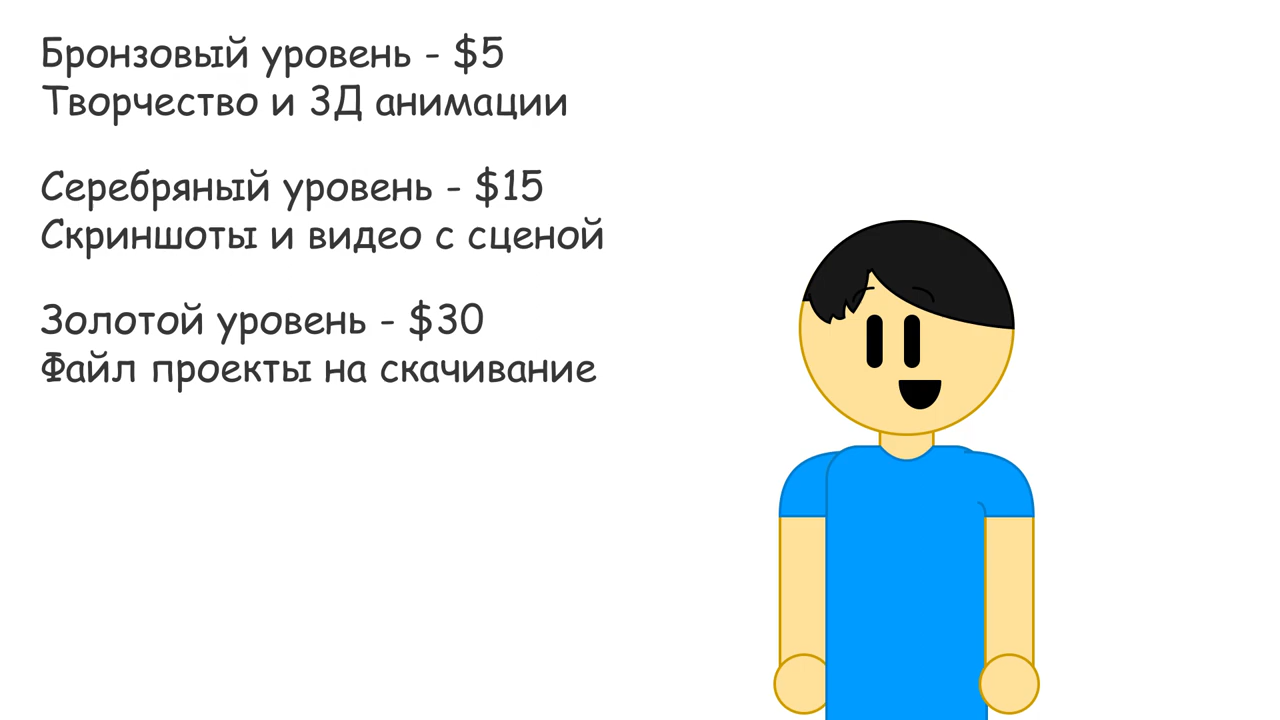 Бронзовый уровень - $5
Творчество и 3Д анимации
Серебряный уровень - $15
Скриншоты и видео с сценой
Золотой уровень - $30
Файл проекты на скачивание